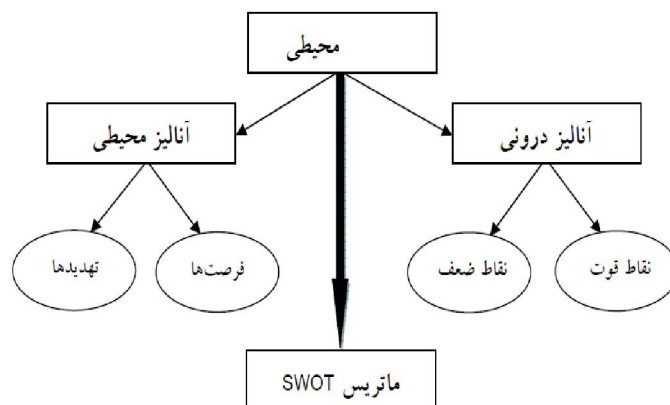 محیطی
آنالیز درونی
آنالیز محیطی
نقاط قوت
نقاط ضعف
فرصت‌ها
تهدیدها
ماتریس SWOT